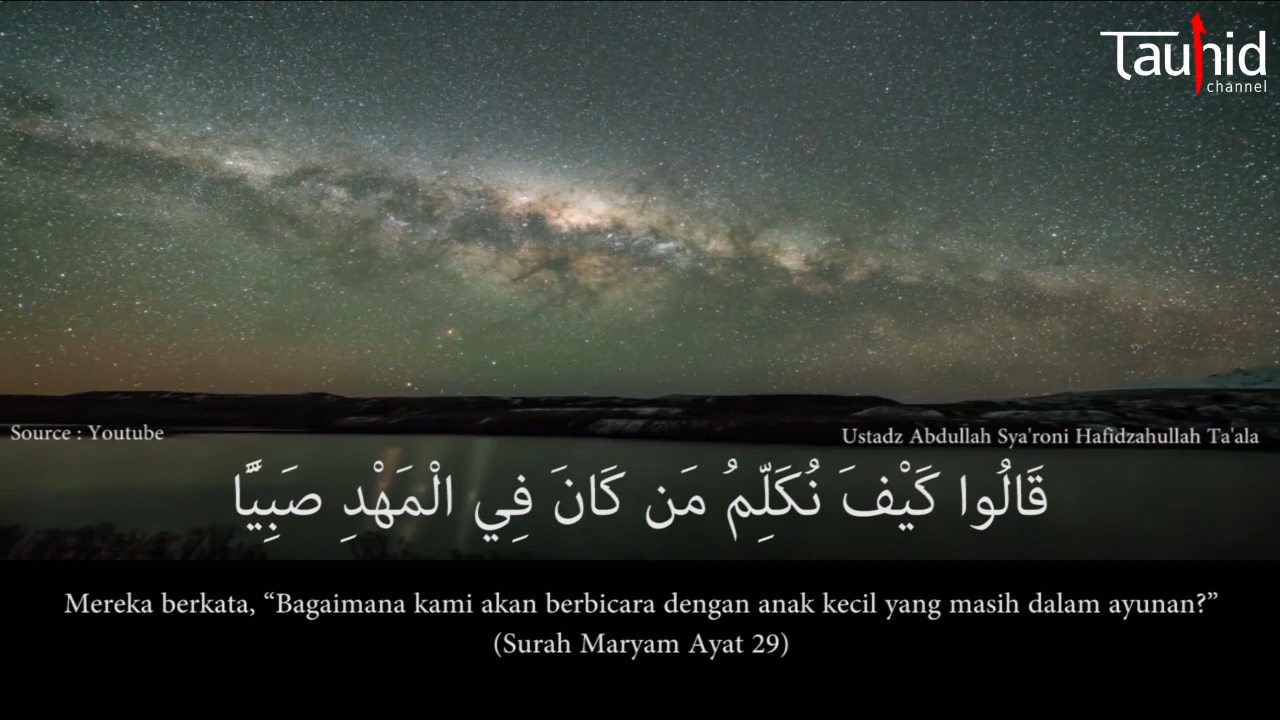 Tauhid
channel
Source : Youtube
Ustadz Abdullah Sya'roni Hafidzahullah Ta'ala
قَالُوا كَيْفَ نُكَلِّمُ مَن كَانَ فِي الْمَهْدِ صَبِيًّا
Mereka berkata, “Bagaimana kami akan berbicara dengan anak kecil yang masih dalam ayunan?”
(Surah Maryam Ayat 29)